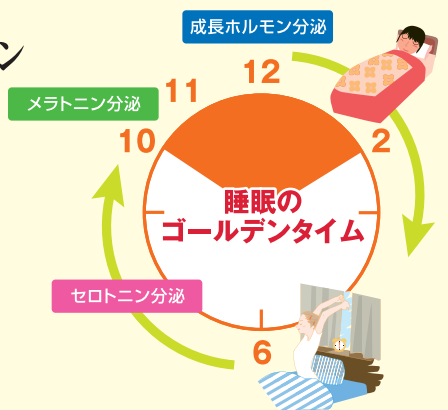 ン
成長ホルモン分泌
メラトニン分泌
11
12
10
2
睡眠の
ゴールデンタイム
セロトニン分泌
6